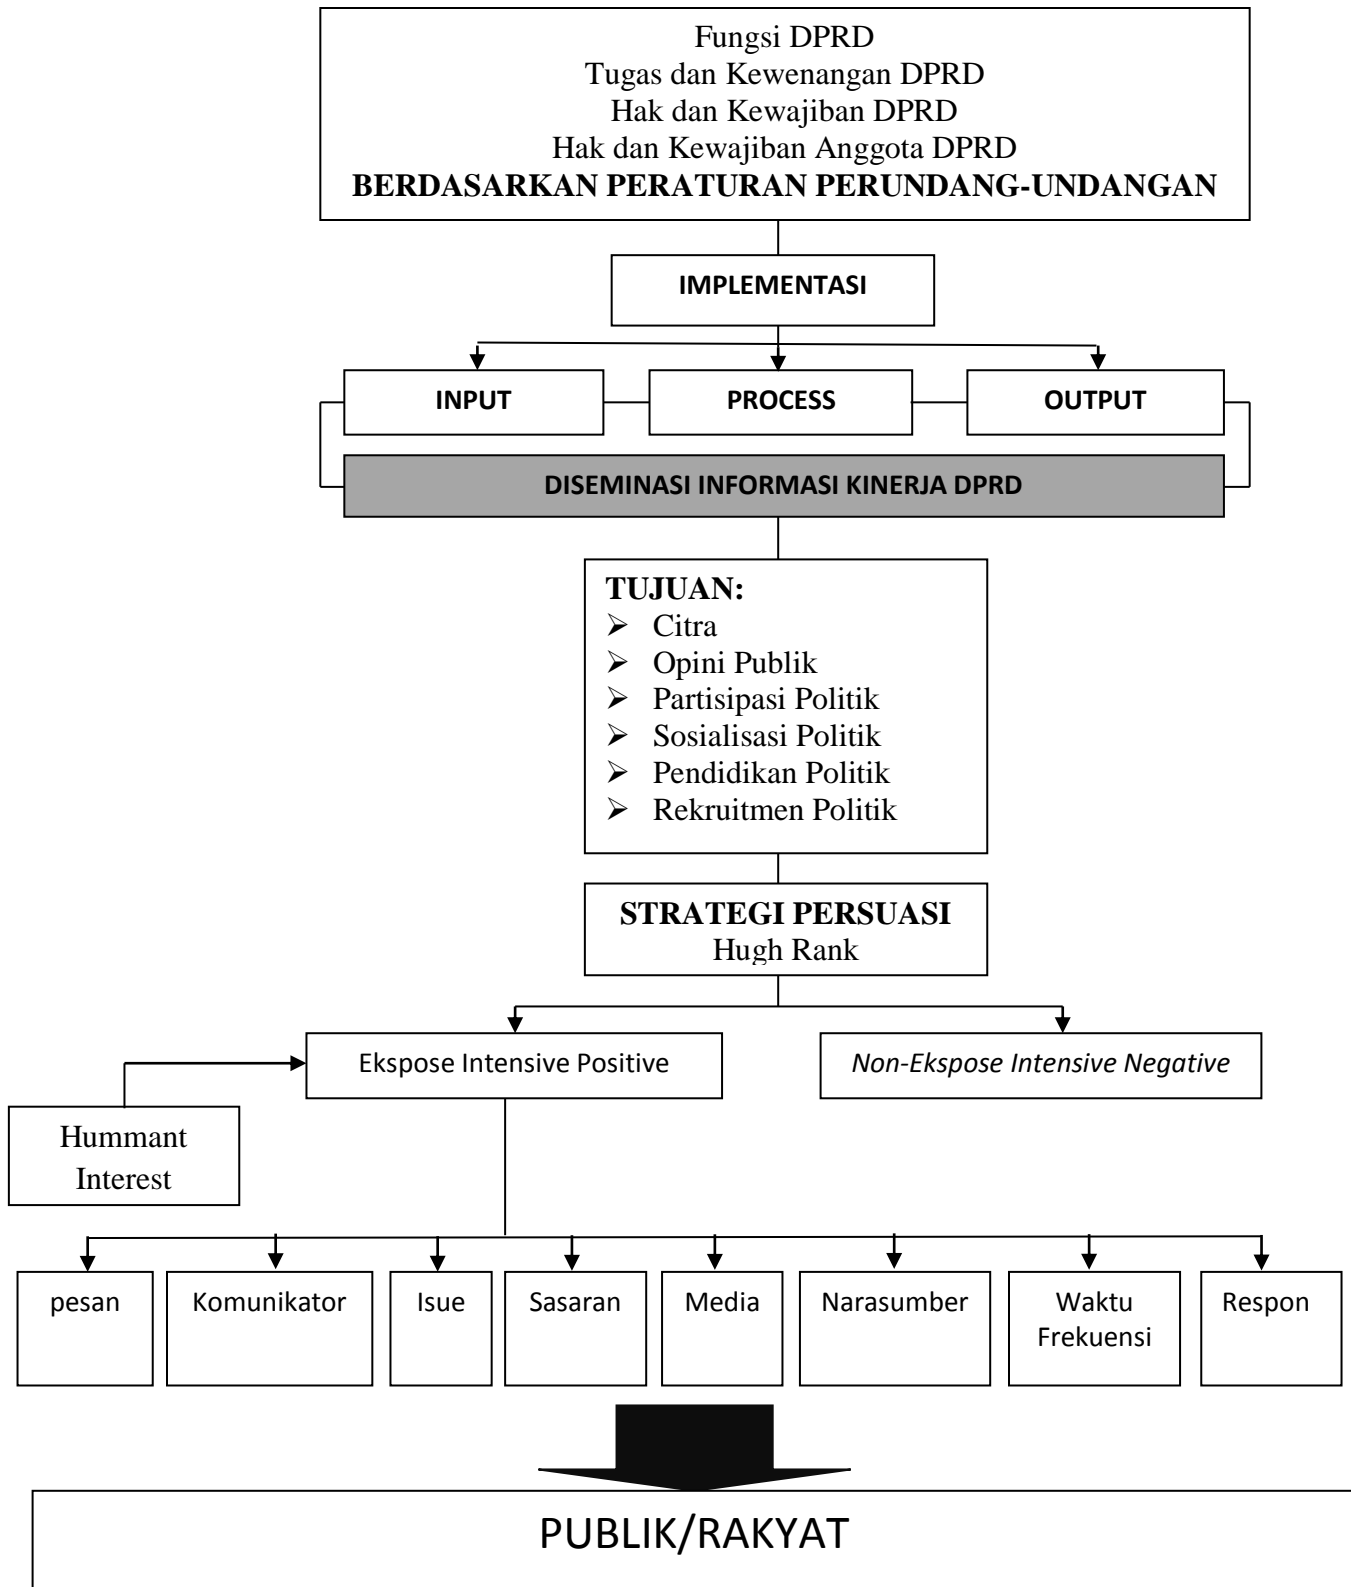 Fungsi DPRD
Tugas dan Kewenangan DPRD
Hak dan Kewajiban DPRD
Hak dan Kewajiban Anggota DPRD
BERDASARKAN PERATURAN PERUNDANG-UNDANGAN
IMPLEMENTASI
INPUT
PROCESS
OUTPUT
DISEMINASI INFORMASI KINERJA DPRD
TUJUAN:
➢ Citra
➢ Opini Publik
➢ Partisipasi Politik
➢ Sosialisasi Politik
➢ Pendidikan Politik
➢ Rekruitmen Politik
STRATEGI PERSUASI
Hugh Rank
Ekspose Intensive Positive
Non-Ekspose Intensive Negative
Hummant
Interest
pesan
Komunikator
Isue
Sasaran
Media
Narasumber
Waktu
Frekuensi
Respon
PUBLIK/RAKYAT